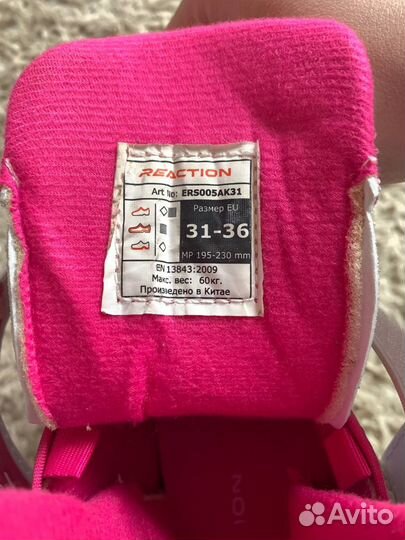 REACTION
Art No: ERS005AK31
Размер EU
31-36
MP 195-230 mm
EN 13843:2009
Макс. вес: 60кг.
Произведено в Китае
ION
Avito